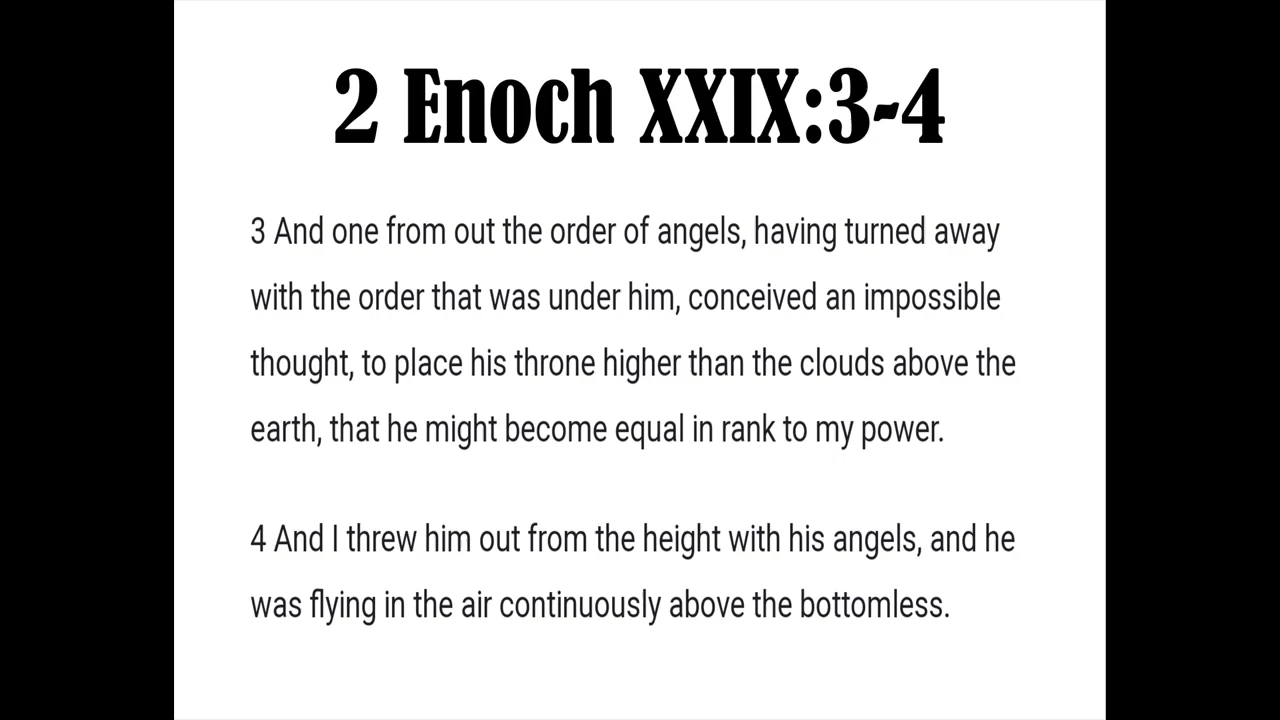 2 Enoch XXIX:3-4
3 And one from out the order of angels, having turned away
with the order that was under him, conceived an impossible
thought, to place his throne higher than the clouds above the
earth, that he might become equal in rank to my power.
4 And I threw him out from the height with his angels, and he
was flying in the air continuously above the bottomless.